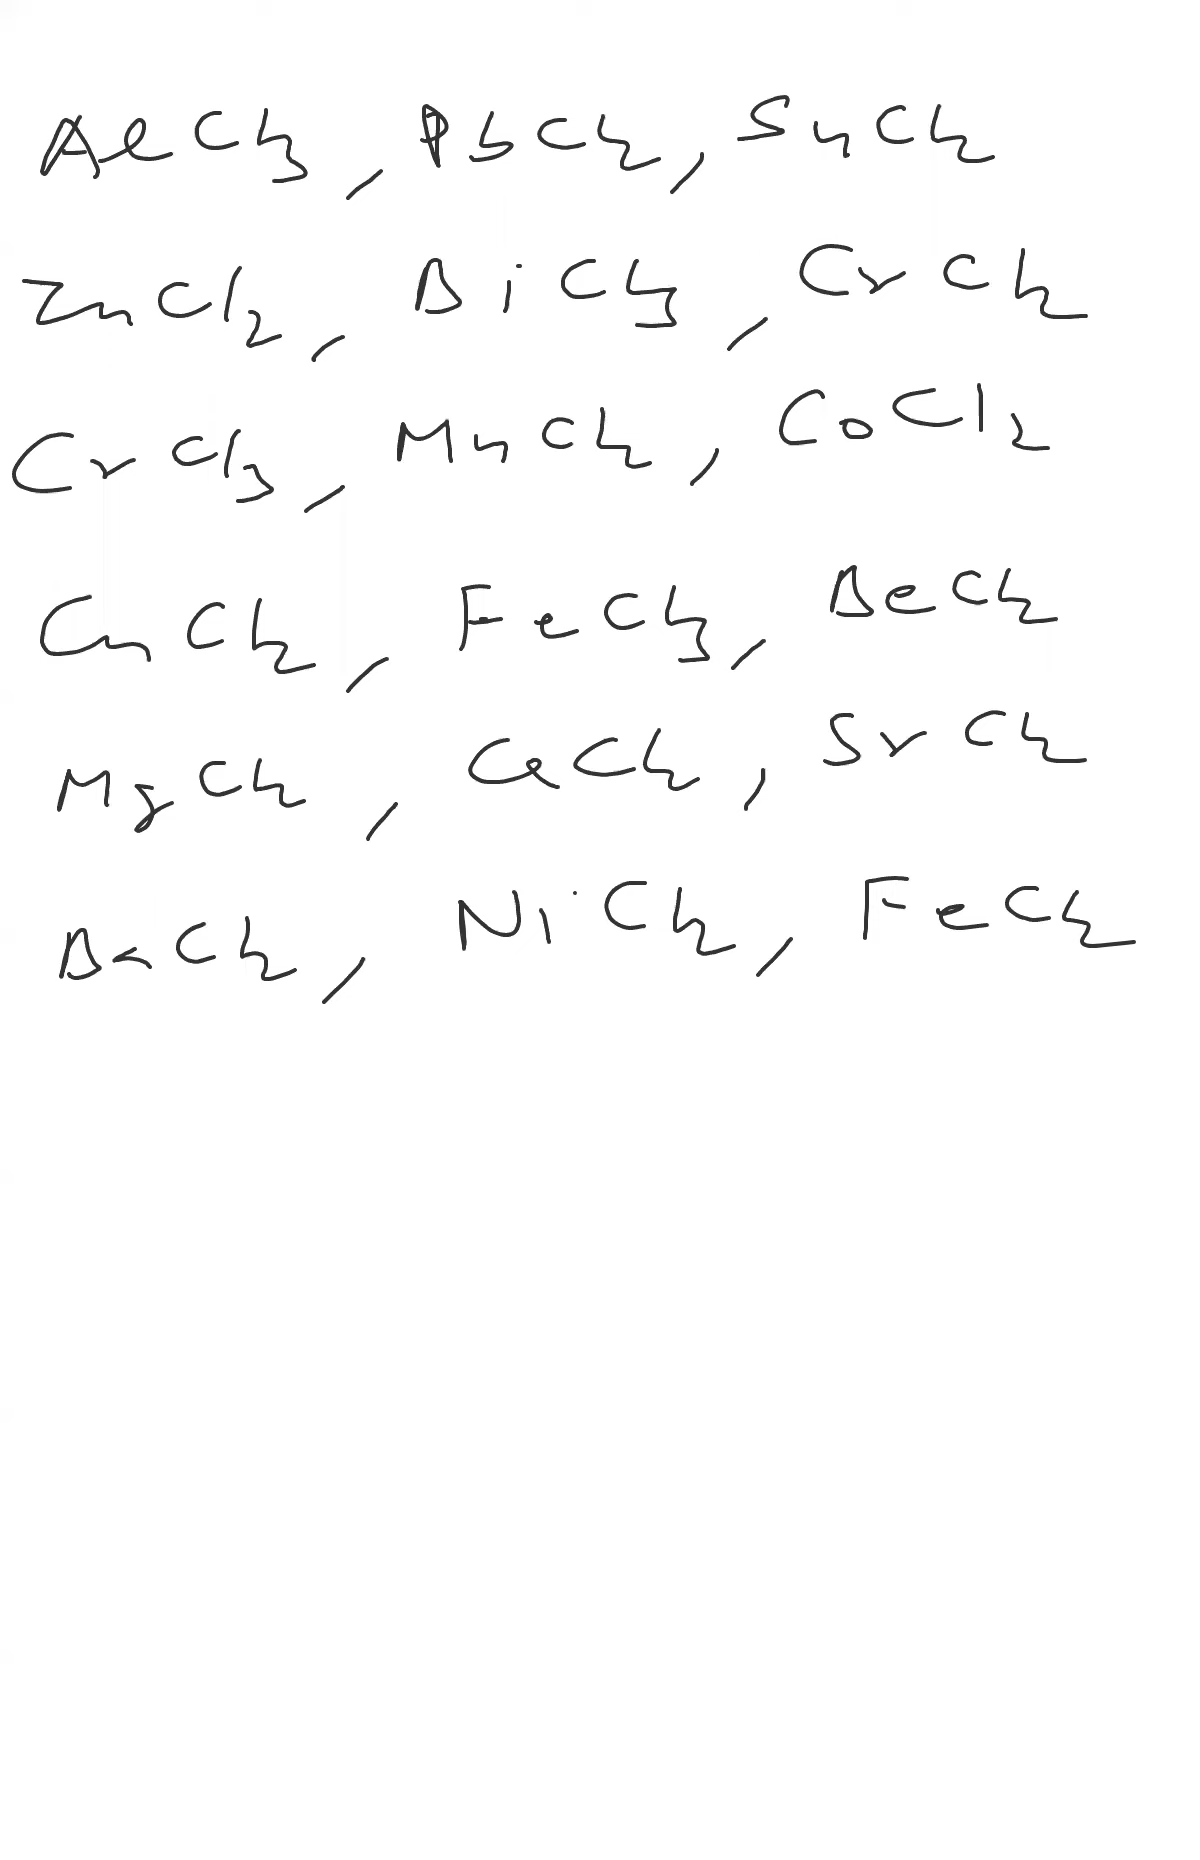 AlCl3, PbCl2, SnCl2
ZnCl2, BiCl3, CrCl2
CrCl3, MnCl2, CoCl2
CuCl2, FeCl3, BeCl2
MgCl2, CaCl2, SrCl2
BaCl2, NiCl2, FeCl2